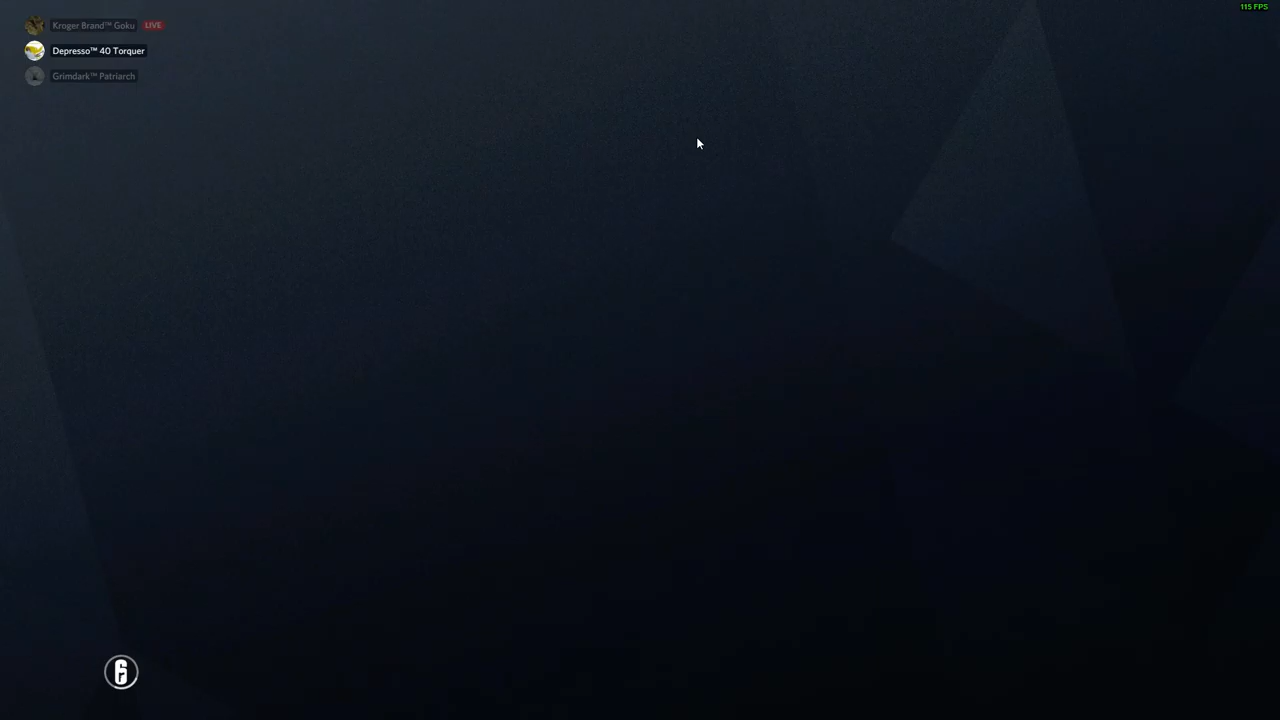 115 FPS
Kroger Brand™ Goku LIVE
Depresso™ 40 Torquer
Grimdark™ Patriarch